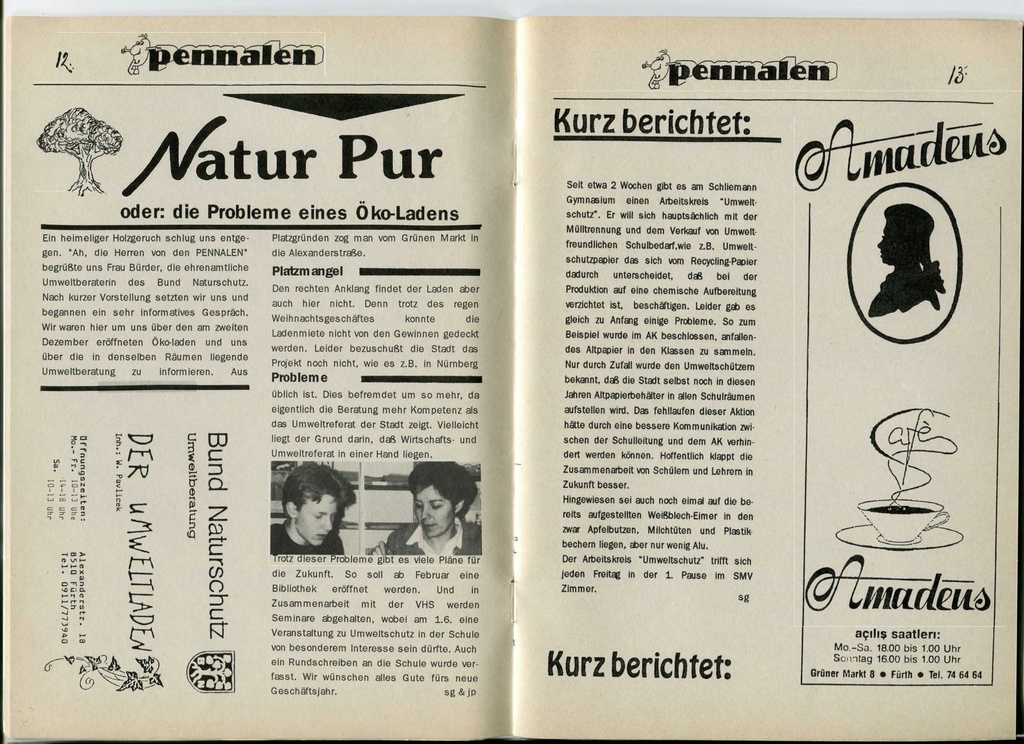 12.
pennalen
Natur Pur
oder: die Probleme eines Öko-Ladens
Ein heimeliger Holzgeruch schlug uns entge-
gen. "Ah, die Herren von den PENNALEN"
begrüßte uns Frau Bürder, die ehrenamtliche
Umweltberaterin des Bund Naturschutz.
Nach kurzer Vorstellung setzten wir uns und
begannen ein sehr informatives Gespräch.
Wir waren hier um uns über den am zweiten
Dezember eröffneten Öko-laden und uns
über die in denselben Räumen liegende
Umweltberatung zu informieren. Aus
Platzgründen zog man vom Grünen Markt in
die Alexanderstraße.
Platzmangel
Den rechten Anklang findet der Laden aber
auch hier nicht. Denn trotz des regen
Weihnachtsgeschäftes konnte die
Ladenmiete nicht von den Gewinnen gedeckt
werden. Leider bezuschußt die Stadt das
Projekt noch nicht, wie es z.B. in Nürnberg
Probleme
üblich ist. Dies befremdet um so mehr, da
eigentlich die Beratung mehr Kompetenz als
das Umweltreferat der Stadt zeigt. Vielleicht
liegt der Grund darin, daß Wirtschafts- und
Umweltreferat in einer Hand liegen.
Trotz dieser Probleme gibt es viele Pläne für
die Zukunft. So soll ab Februar eine
Bibliothek eröffnet werden. Und in
Zusammenarbeit mit der VHS werden
Seminare abgehalten, wobei am 1.6. eine
Veranstaltung zu Umweltschutz in der Schule
von besonderem Interesse sein dürfte. Auch
ein Rundschreiben an die Schule wurde ver-
fasst. Wir wünschen alles Gute fürs neue
Geschäftsjahr. sg & jp
Bund Naturschutz
Umweltberatung
DER UMWELTLADEN
Inh.: W. Pavlicek
Alexanderstr. 18
8510 Fürth
Tel. 0911/773940
Öffnungszeiten:
Mo.- Fr. 10-13 Uhr
14-18 Uhr
Sa. 10-13 Uhr
pennalen
13.
Kurz berichtet:
Seit etwa 2 Wochen gibt es am Schliemann
Gymnasium einen Arbeitskreis "Umwelt-
schutz". Er will sich hauptsächlich mit der
Mülltrennung und dem Verkauf von Umwelt-
freundlichen Schulbedarf,wie z.B. Umwelt-
schutzpapier das sich vom Recycling-Papier
dadurch unterscheidet, daß bei der
Produktion auf eine chemische Aufbereitung
verzichtet ist, beschäftigen. Leider gab es
gleich zu Anfang einige Probleme. So zum
Beispiel wurde im AK beschlossen, anfallen-
des Altpapier in den Klassen zu sammeln.
Nur durch Zufall wurde den Umweltschützern
bekannt, daß die Stadt selbst noch in diesen
Jahren Altpapierbehälter in allen Schulräumen
aufstellen wird. Das fehllaufen dieser Aktion
hätte durch eine bessere Kommunikation zwi-
schen der Schulleitung und dem AK verhin-
dert werden können. Hoffentlich klappt die
Zusammenarbeit von Schülern und Lehrern in
Zukunft besser.
Hingewiesen sei auch noch eimal auf die be-
reits aufgestellten Weißblech-Eimer in den
zwar Apfelbutzen, Milchtüten und Plastik-
bechern liegen, aber nur wenig Alu.
Der Arbeitskreis "Umweltschutz" trifft sich
jeden Freitag in der 1. Pause im SMV
Zimmer.
sg
Kurz berichtet:
Amadeus
Café
Amadeus
açılış saatlerı:
Mo.-Sa. 18.00 bis 1.00 Uhr
Sonntag 16.00 bis 1.00 Uhr
Grüner Markt 8 ● Fürth ● Tel. 74 64 64